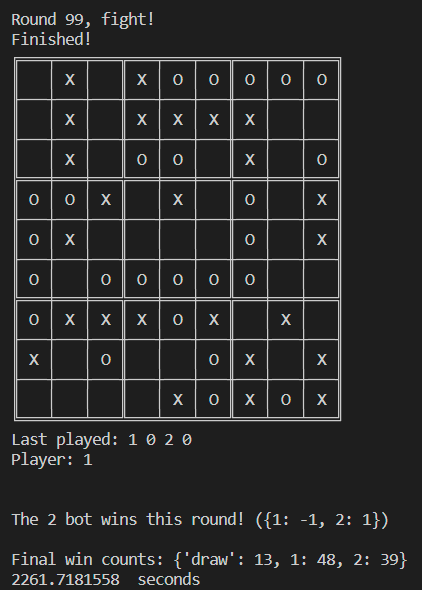 Round 99, fight!
Finished!
X X O O O O O
X X X X X
X O O X O
O O X X O X
O X O X
O O O O O O
O X X X O X X
X O O X X
X O X O X
Last played: 1 0 2 0
Player: 1
The 2 bot wins this round! ({1: -1, 2: 1})
Final win counts: {'draw': 13, 1: 48, 2: 39}
2261.7181558 seconds